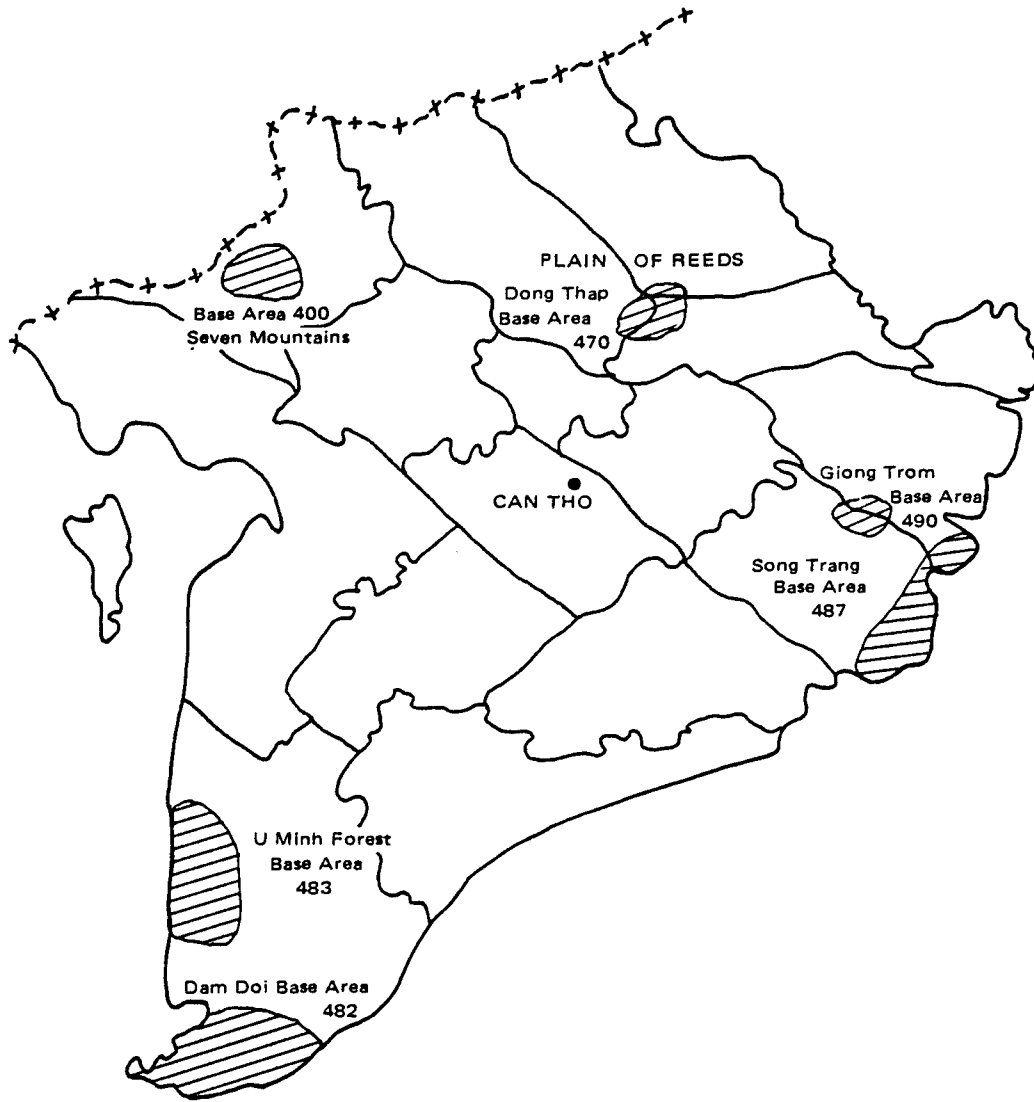 PLAIN OF REEDS
Dong Thap
Base Area
470
Base Area 400
Seven Mountains
CAN THO
Giong Trom
Base Area
490
Song Trang
Base Area
487
U Minh Forest
Base Area
483
Dam Doi Base Area
482